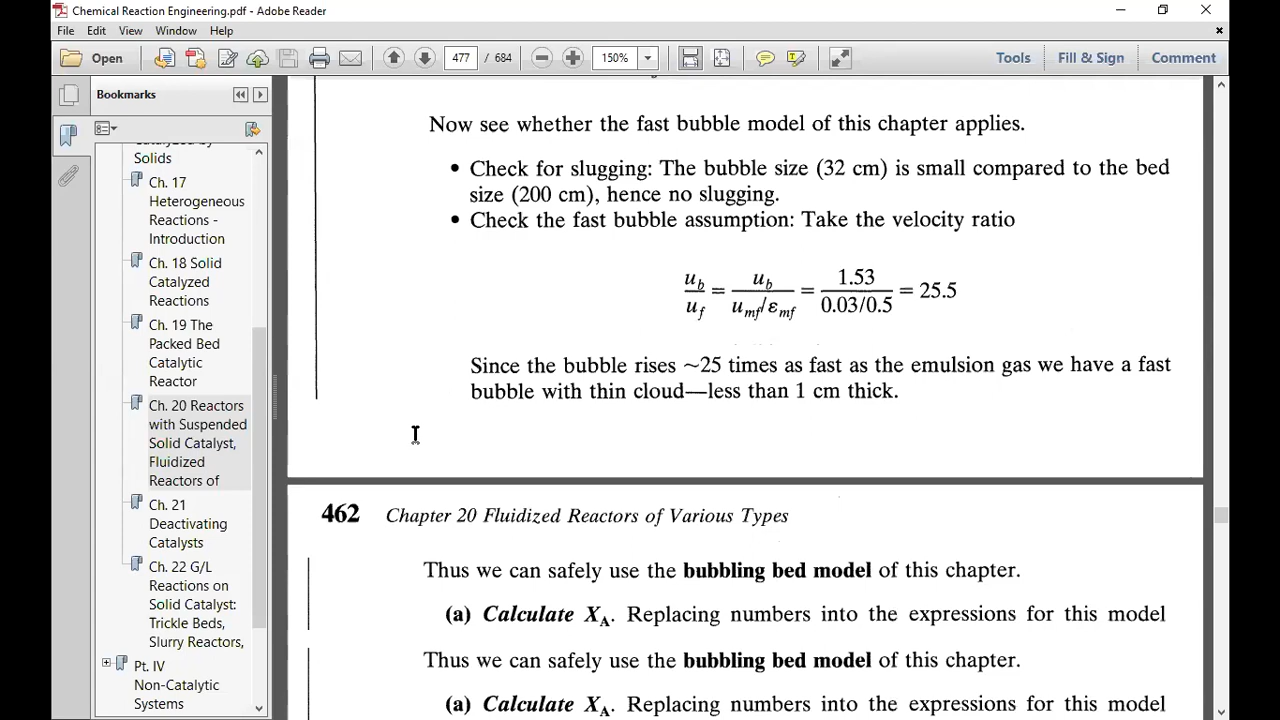 Chemical Reaction Engineering.pdf - Adobe Reader
File Edit View Window Help
Open 477 / 684 150% Tools Fill & Sign Comment
Bookmarks
Solids
Ch. 17
Heterogeneous
Reactions -
Introduction
Ch. 18 Solid
Catalyzed
Reactions
Ch. 19 The
Packed Bed
Catalytic
Reactor
Ch. 20 Reactors
with Suspended
Solid Catalyst,
Fluidized
Reactors of
Ch. 21
Deactivating
Catalysts
Ch. 22 G/L
Reactions on
Solid Catalyst:
Trickle Beds,
Slurry Reactors,
Pt. IV
Non-Catalytic
Systems
Now see whether the fast bubble model of this chapter applies.
• Check for slugging: The bubble size (32 cm) is small compared to the bed
size (200 cm), hence no slugging.
• Check the fast bubble assumption: Take the velocity ratio
u_b/u_f = u_b/(u_mf/ε_mf) = 1.53/(0.03/0.5) = 25.5
Since the bubble rises ~25 times as fast as the emulsion gas we have a fast
bubble with thin cloud—less than 1 cm thick.
462 Chapter 20 Fluidized Reactors of Various Types
Thus we can safely use the bubbling bed model of this chapter.
(a) Calculate X_A. Replacing numbers into the expressions for this model
Thus we can safely use the bubbling bed model of this chapter.
(a) Calculate X_A. Replacing numbers into the expressions for this model